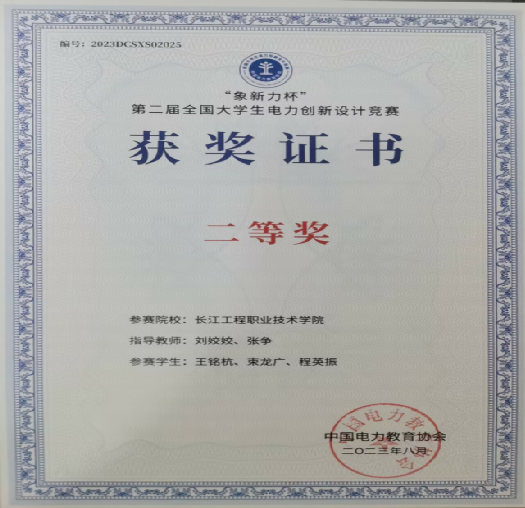 编号：2023DCSXS02025
“象新力杯”
第二届全国大学生电力创新设计竞赛
获奖证书
二等奖
参赛院校：长江工程职业技术学院
指导教师：刘姣姣、张争
参赛学生：王铭杭、束龙广、程英振
中国电力教育协会
二〇二三年八月